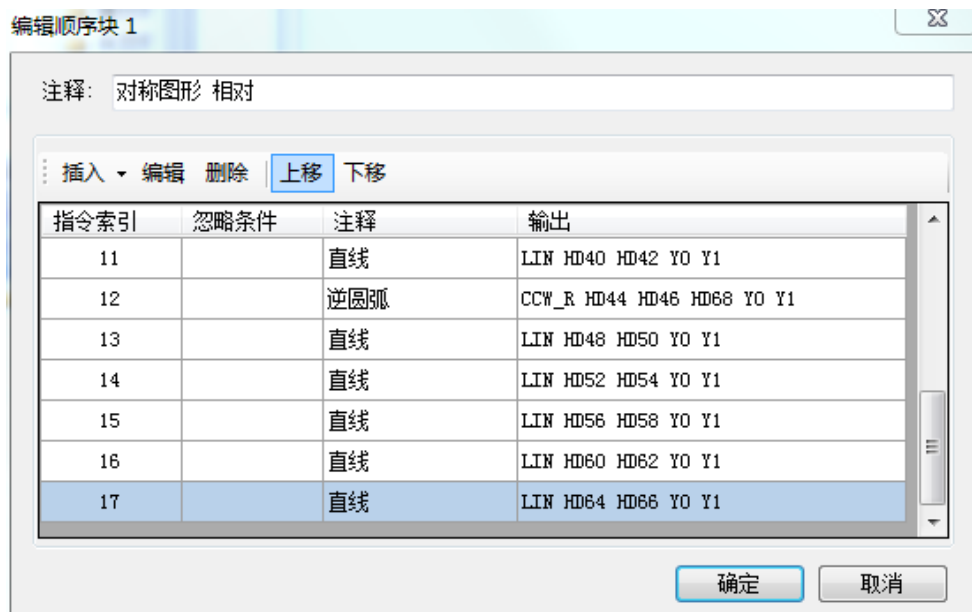 编辑顺序块 1
注释: 对称图形 相对
插入 编辑 删除 上移 下移
指令索引 忽略条件 注释 输出
11 直线 LIN HD40 HD42 Y0 Y1
12 逆圆弧 CCW_R HD44 HD46 HD68 Y0 Y1
13 直线 LIN HD48 HD50 Y0 Y1
14 直线 LIN HD52 HD54 Y0 Y1
15 直线 LIN HD56 HD58 Y0 Y1
16 直线 LIN HD60 HD62 Y0 Y1
17 直线 LIN HD64 HD66 Y0 Y1
确定 取消